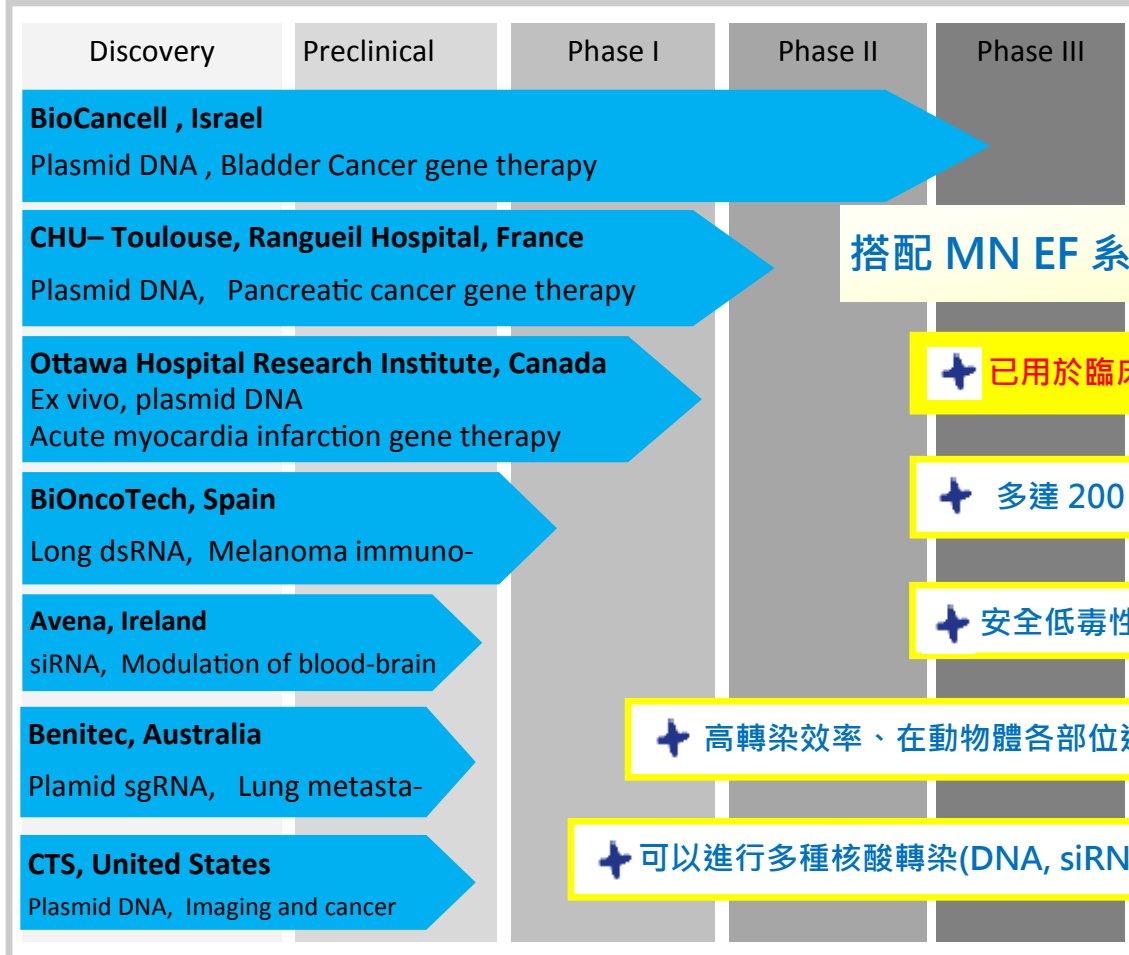 Discovery Preclinical Phase I Phase II Phase III
BioCancell , Israel
Plasmid DNA , Bladder Cancer gene therapy
CHU– Toulouse, Rangueil Hospital, France
Plasmid DNA, Pancreatic cancer gene therapy
搭配 MN EF 系
Ottawa Hospital Research Institute, Canada
Ex vivo, plasmid DNA
Acute myocardia infarction gene therapy
已用於臨床
BiOncoTech, Spain
Long dsRNA, Melanoma immuno-
多達 200
Avena, Ireland
siRNA, Modulation of blood-brain
安全低毒性
Benitec, Australia
Plamid sgRNA, Lung metasta-
高轉染效率、在動物體各部位
CTS, United States
Plasmid DNA, Imaging and cancer
可以進行多種核酸轉染(DNA, siRN